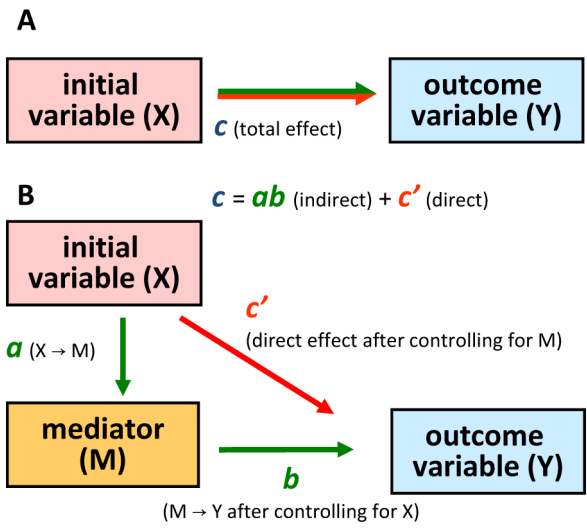 A
initial
variable (X)
outcome
variable (Y)
c (total effect)
B
c = ab (indirect) + c’ (direct)
initial
variable (X)
c’
(direct effect after controlling for M)
a (X → M)
mediator
(M)
outcome
variable (Y)
b
(M → Y after controlling for X)